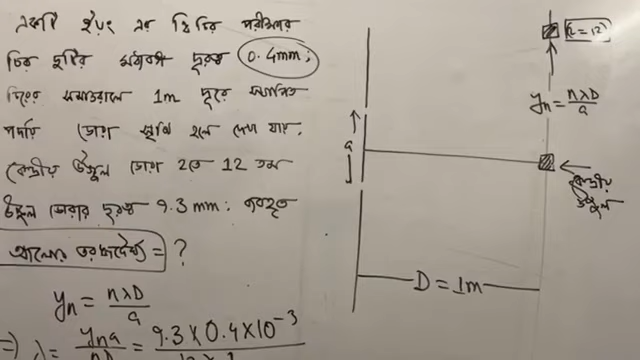 একটি ইয়ং এর দ্বি চির পরীক্ষার
চির দুটির মধ্যবর্তী দূরত্ব 0.4mm;
চিরের সমান্তরালে 1m দূরে স্থাপিত
পর্দায় ডোরা সৃষ্টি হলে দেখা যায়,
কেন্দ্রীয় উজ্জ্বল ডোরা হতে 12 তম
উজ্জ্বল ডোরার দূরত্ব 9.3 mm; ব্যবহৃত
আলোর তরঙ্গদৈর্ঘ্য = ?
yₙ = nλD/a
⇒ λ = yₙa/nD = 9.3 × 0.4 × 10⁻³
(n = 12)
yₙ = nλD/a
a
কেন্দ্রীয়
উজ্জ্বল
D = 1m